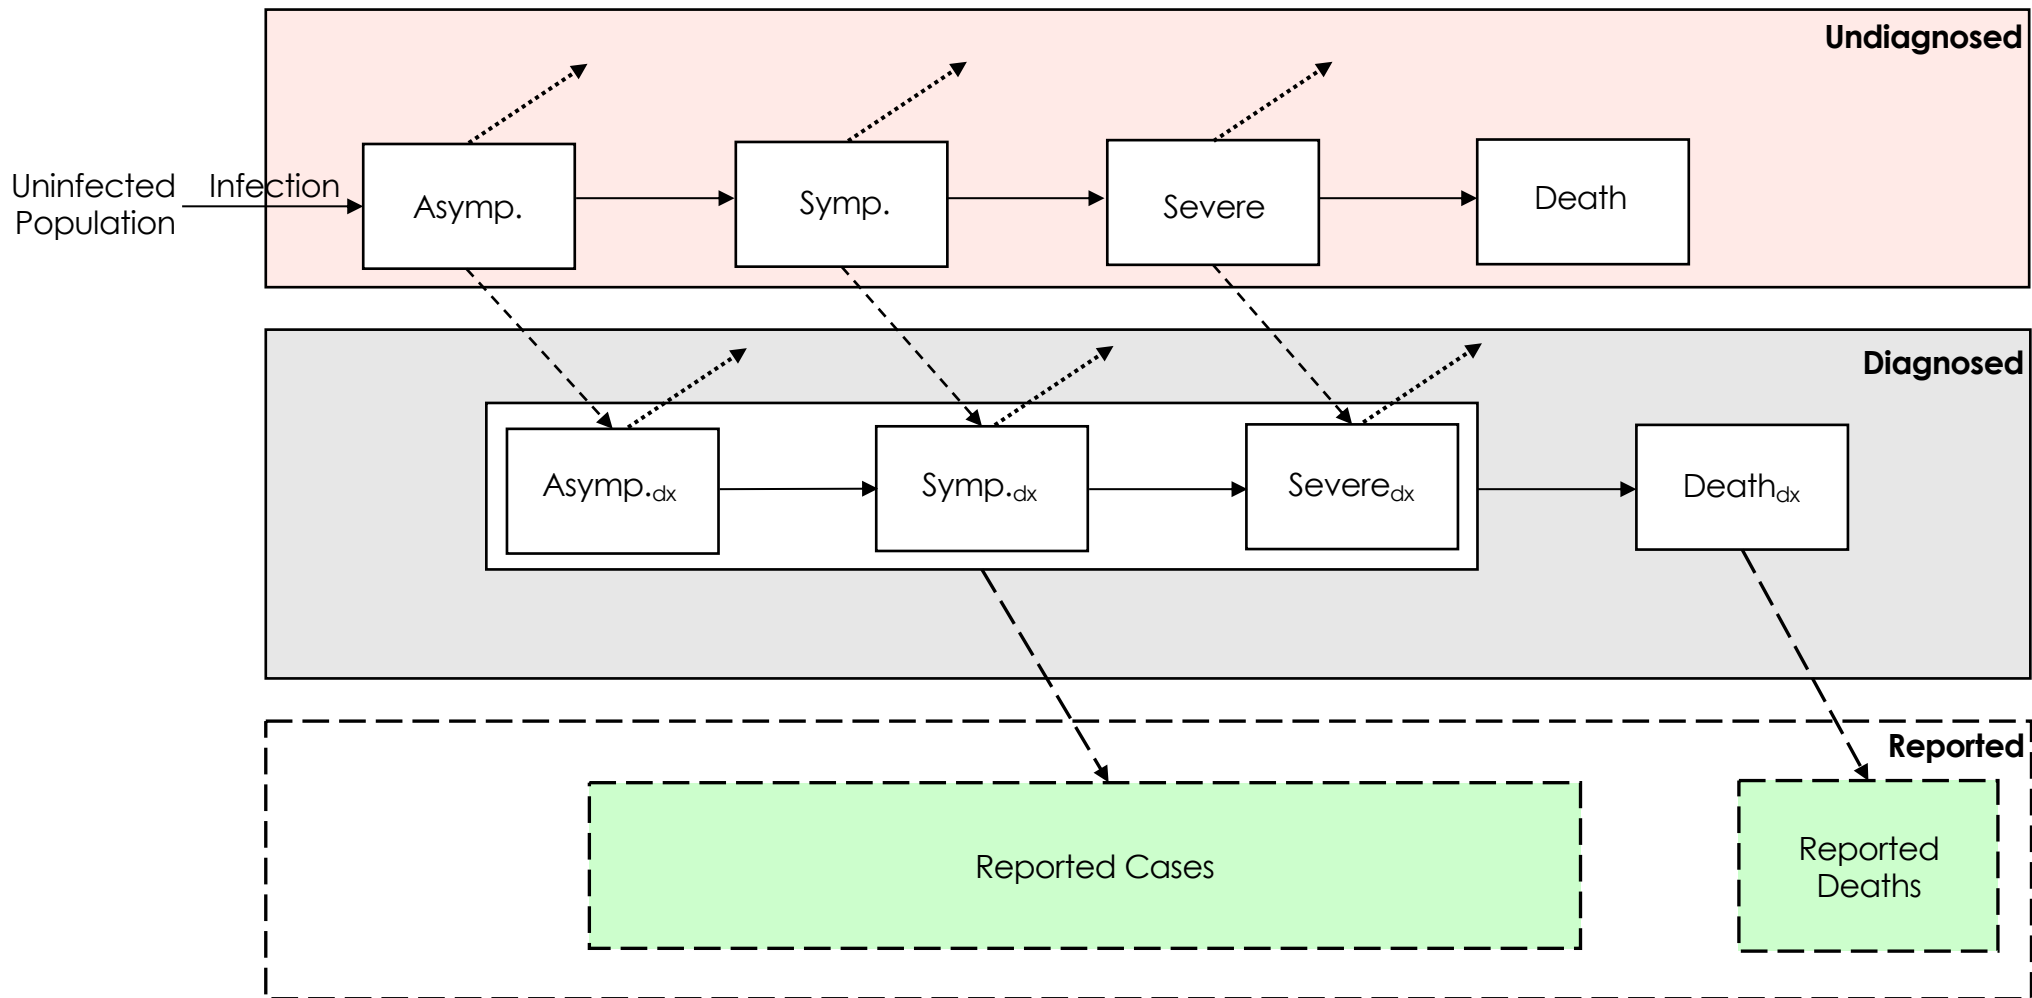 Undiagnosed
Uninfected
Population
Infection
Asymp.
Symp.
Severe
Death
Diagnosed
Asymp.dx
Symp.dx
Severedx
Deathdx
Reported
Reported Cases
Reported
Deaths